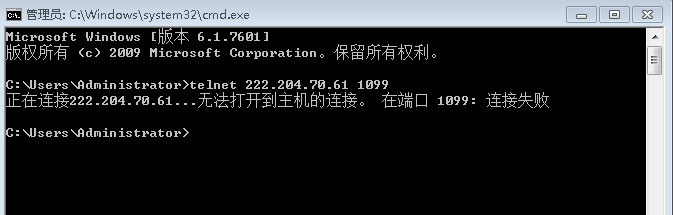 管理员: C:\Windows\system32\cmd.exe
Microsoft Windows [版本 6.1.7601]
版权所有 (c) 2009 Microsoft Corporation。保留所有权利。
C:\Users\Administrator>telnet 222.204.70.61 1099
正在连接222.204.70.61...无法打开到主机的连接。 在端口 1099: 连接失败
C:\Users\Administrator>